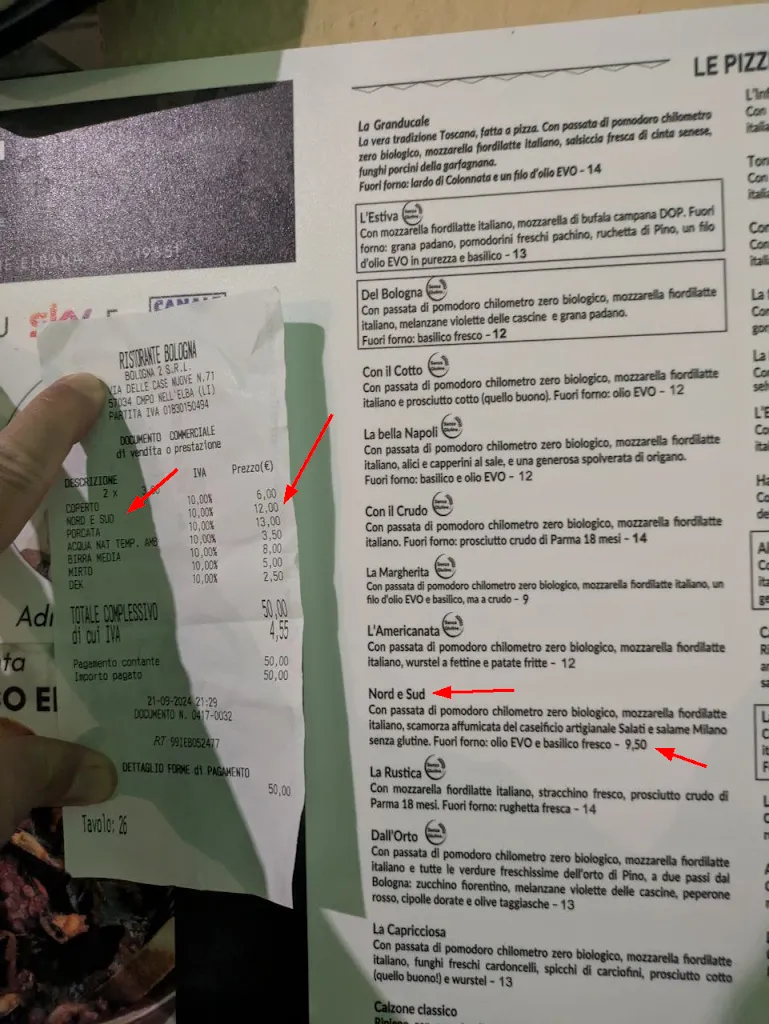 RISTORANTE BOLOGNA
BOLOGNA 2 S.R.L.
VIA DELLE CASE NUOVE N.71
57034 CMPO NELL'ELBA (LI)
PARTITA IVA 01830150494
DOCUMENTO COMMERCIALE
di vendita o prestazione
DESCRIZIONE IVA Prezzo(€)
2 x
COPERTO 10,00% 6,00
NORD E SUD 10,00% 12,00
PORCATA 10,00% 13,00
ACQUA NAT TEMP. AMB 10,00% 3,50
BIRRA MEDIA 10,00% 8,00
MIRTO 10,00% 5,00
DEK 10,00% 2,50
TOTALE COMPLESSIVO 50,00
di cui IVA 4,55
Pagamento contante 50,00
Importo pagato 50,00
21-09-2024 21:29
DOCUMENTO N. 0417-0032
RT 99IEB052477
DETTAGLIO FORME di PAGAMENTO
50,00
Tavolo: 26
sky
LE PIZZ
La Granducale
La vera tradizione Toscana, fatta a pizza. Con passata di pomodoro chilometro
zero biologico, mozzarella fiordilatte italiano, salsiccia fresca di cinta senese,
funghi porcini della garfagnana.
Fuori forno: lardo di Colonnata e un filo d'olio EVO - 14
L'Estiva
Con mozzarella fiordilatte italiano, mozzarella di bufala campana DOP. Fuori
forno: grana padano, pomodorini freschi pachino, ruchetta di Pino, un filo
d'olio EVO in purezza e basilico - 13
Del Bologna
Con passata di pomodoro chilometro zero biologico, mozzarella fiordilatte
italiano, melanzane violette delle cascine e grana padano.
Fuori forno: basilico fresco - 12
Con il Cotto
Con passata di pomodoro chilometro zero biologico, mozzarella fiordilatte
italiano e prosciutto cotto (quello buono). Fuori forno: olio EVO - 12
La bella Napoli
Con passata di pomodoro chilometro zero biologico, mozzarella fiordilatte
italiano, alici e capperini al sale, e una generosa spolverata di origano.
Fuori forno: basilico e olio EVO - 12
Con il Crudo
Con passata di pomodoro chilometro zero biologico, mozzarella fiordilatte
italiano. Fuori forno: prosciutto crudo di Parma 18 mesi - 14
La Margherita
Con passata di pomodoro chilometro zero biologico, mozzarella fiordilatte italiano, un
filo d'olio EVO e basilico, ma a crudo - 9
L'Americanata
Con passata di pomodoro chilometro zero biologico, mozzarella fiordilatte
italiano, wurstel a fettine e patate fritte - 12
Nord e Sud
Con passata di pomodoro chilometro zero biologico, mozzarella fiordilatte
italiano, scamorza affumicata del caseificio artigianale Salati e salame Milano
senza glutine. Fuori forno: olio EVO e basilico fresco - 9,50
La Rustica
Con mozzarella fiordilatte italiano, stracchino fresco, prosciutto crudo di
Parma 18 mesi. Fuori forno: rughetta fresca - 14
Dall'Orto
Con passata di pomodoro chilometro zero biologico, mozzarella fiordilatte
italiano e tutte le verdure freschissime dell'orto di Pino, a due passi dal
Bologna: zucchino fiorentino, melanzane violette delle cascine, peperone
rosso, cipolle dorate e olive taggiasche - 13
La Capricciosa
Con passata di pomodoro chilometro zero biologico, mozzarella fiordilatte
italiano, funghi freschi cardoncelli, spicchi di carciofini, prosciutto cotto
(quello buono!) e wurstel - 13
Calzone classico